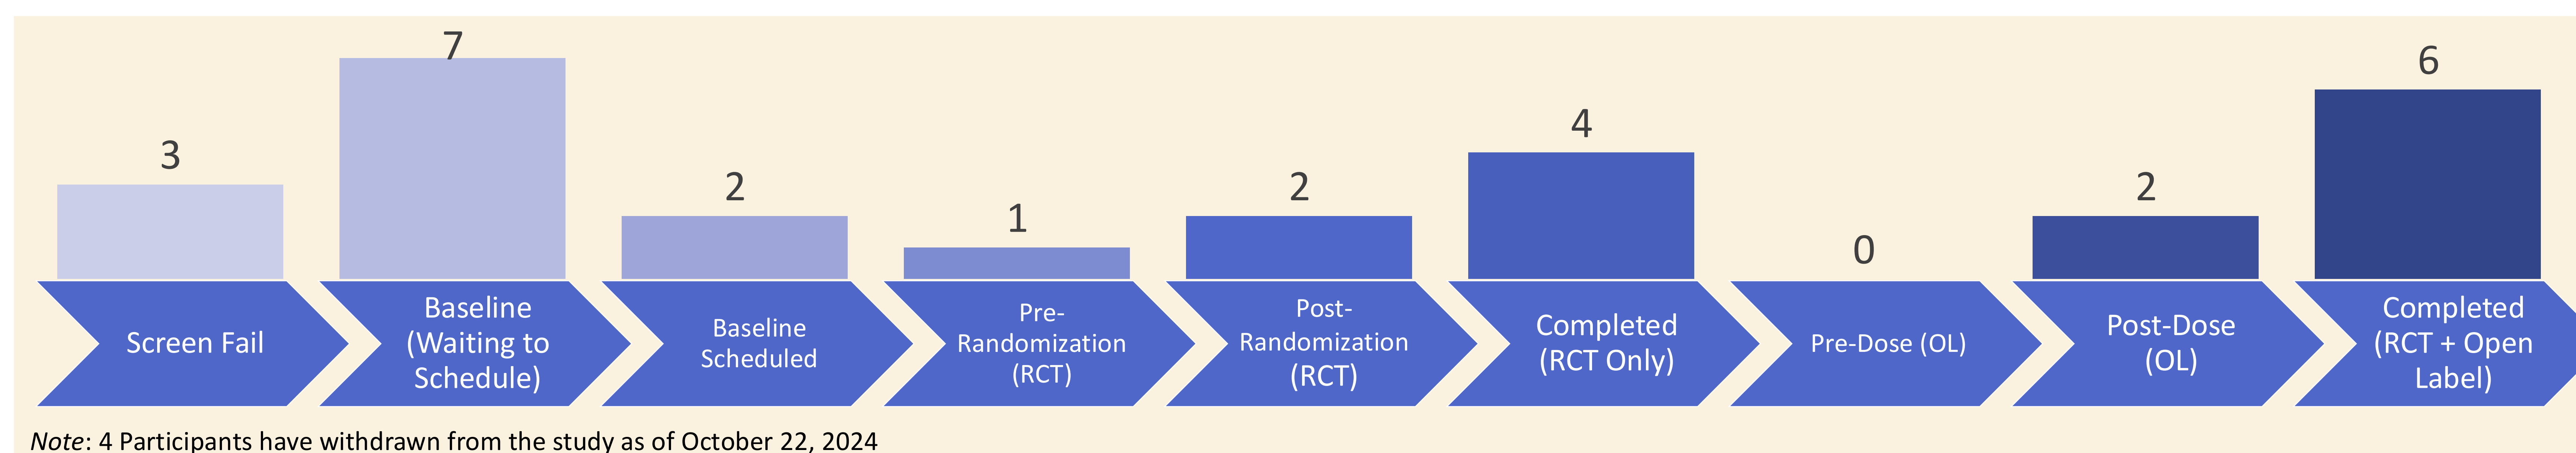 3
7
2
1
2
4
0
2
6
Screen Fail
Baseline
(Waiting to
Schedule)
Baseline
Scheduled
Pre-
Randomization
(RCT)
Post-
Randomization
(RCT)
Completed
(RCT Only)
Pre-Dose (OL)
Post-Dose
(OL)
Completed
(RCT + Open
Label)
Note: 4 Participants have withdrawn from the study as of October 22, 2024